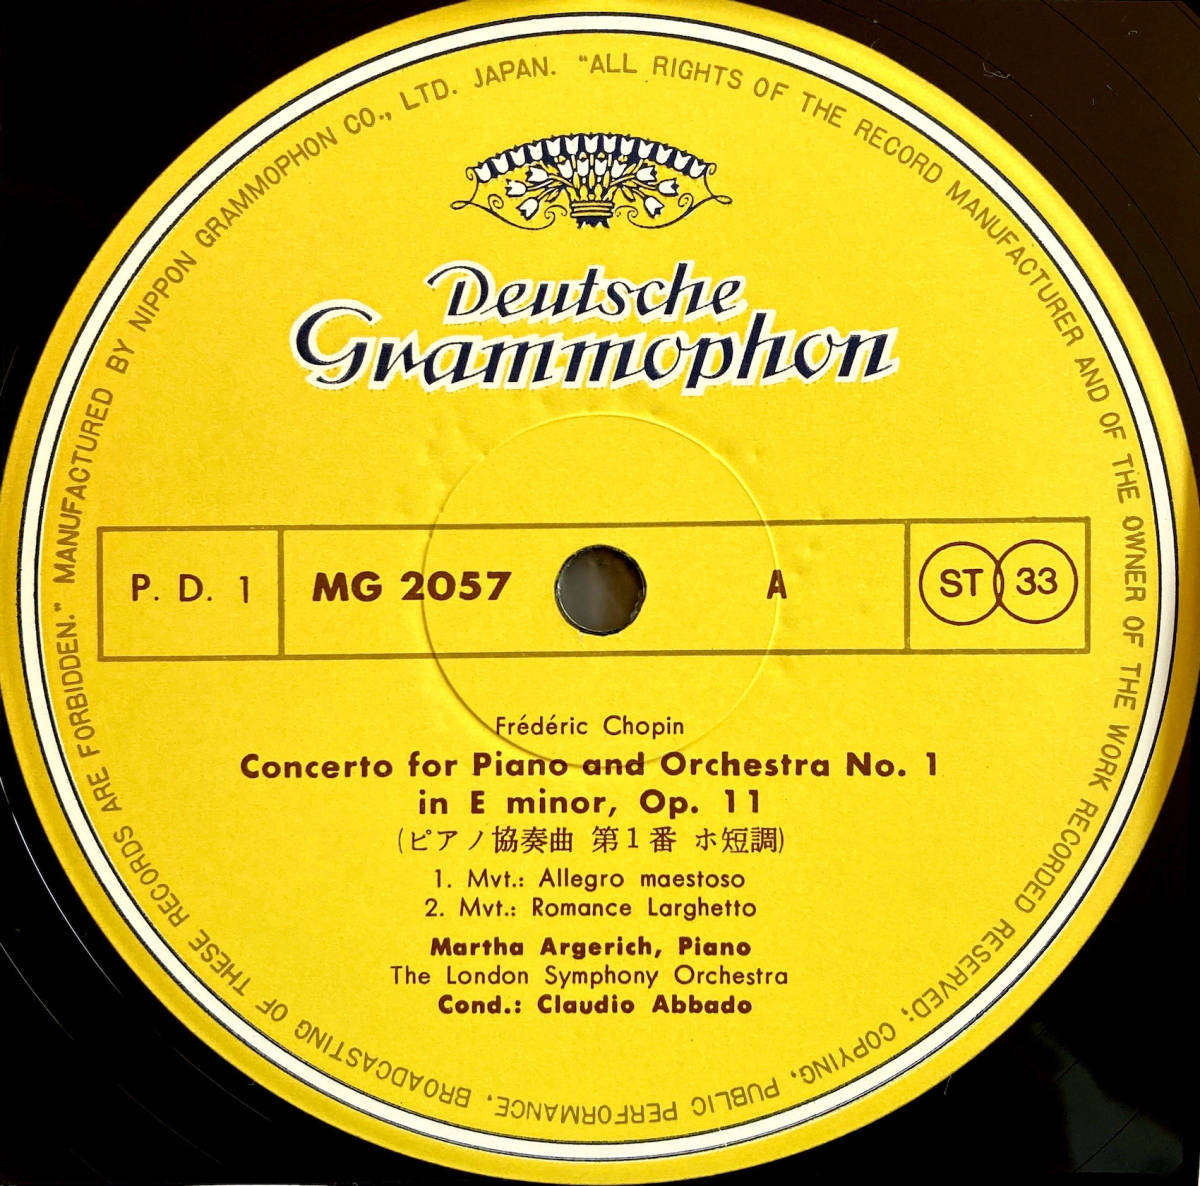 MANUFACTURED BY NIPPON GRAMMOPHON CO., LTD. JAPAN. "ALL RIGHTS OF THE RECORD MANUFACTURER AND OF THE OWNER OF THE WORK RECORDED RESERVED; COPYING, PUBLIC PERFORMANCE, BROADCASTING OF THESE RECORDS ARE FORBIDDEN."
Deutsche
Grammophon
P. D. 1 MG 2057 A ST 33
Frédéric Chopin
Concerto for Piano and Orchestra No. 1
in E minor, Op. 11
(ピアノ協奏曲 第1番 ホ短調)
1. Mvt.: Allegro maestoso
2. Mvt.: Romance Larghetto
Martha Argerich, Piano
The London Symphony Orchestra
Cond.: Claudio Abbado